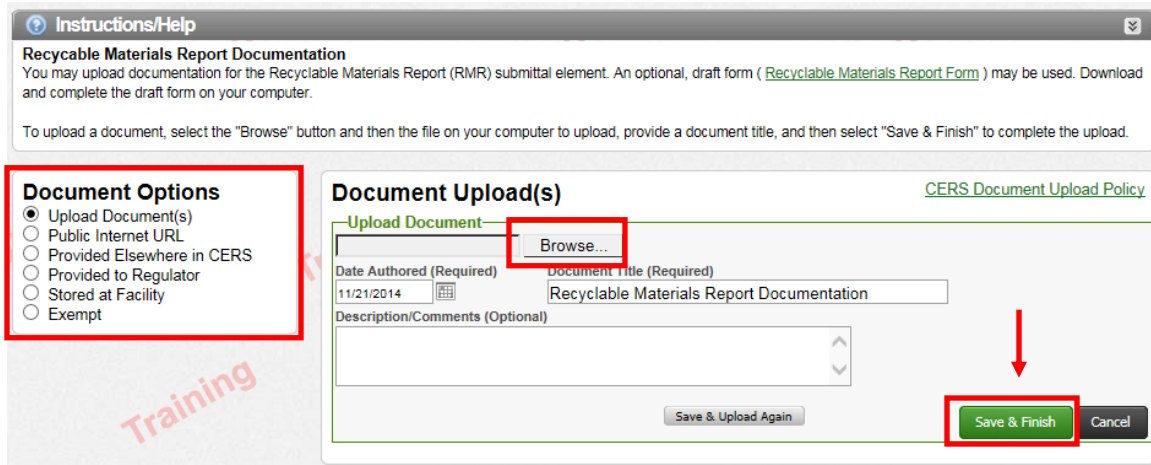 Instructions/Help
Recycable Materials Report Documentation
You may upload documentation for the Recyclable Materials Report (RMR) submittal element. An optional, draft form ( Recyclable Materials Report Form ) may be used. Download
and complete the draft form on your computer.
To upload a document, select the "Browse" button and then the file on your computer to upload, provide a document title, and then select "Save & Finish" to complete the upload.
Document Options
Upload Document(s)
Public Internet URL
Provided Elsewhere in CERS
Provided to Regulator
Stored at Facility
Exempt
Document Upload(s)
CERS Document Upload Policy
Upload Document
Browse...
Date Authored (Required) Document Title (Required)
11/21/2014 Recyclable Materials Report Documentation
Description/Comments (Optional)
Training
Save & Upload Again
Save & Finish Cancel